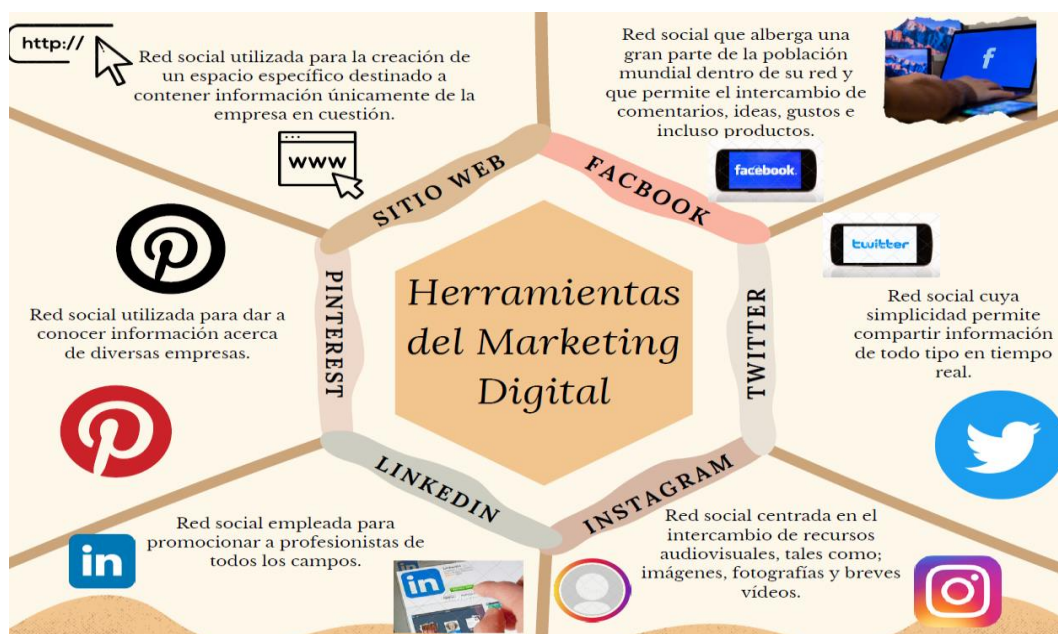 http://
Red social utilizada para la creación de
un espacio específico destinado a
contener información únicamente de la
empresa en cuestión.
www
SITIO WEB
Red social que alberga una
gran parte de la población
mundial dentro de su red y
que permite el intercambio de
comentarios, ideas, gustos e
incluso productos.
f
facebook
FACBOOK
twitter
TWITTER
Red social cuya
simplicidad permite
compartir información
de todo tipo en tiempo
real.
Herramientas
del Marketing
Digital
PINTEREST
Red social utilizada para dar a
conocer información acerca
de diversas empresas.
LINKEDIN
Red social empleada para
promocionar a profesionistas de
todos los campos.
in
in
INSTAGRAM
Red social centrada en el
intercambio de recursos
audiovisuales, tales como;
imágenes, fotografías y breves
vídeos.